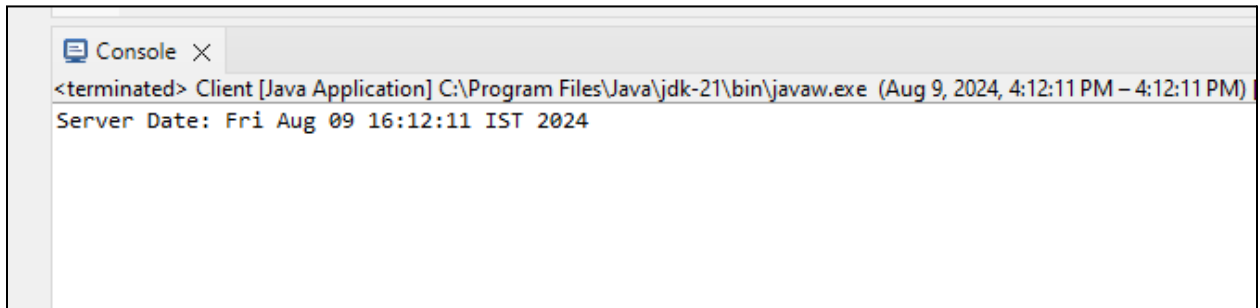 Console
<terminated> Client [Java Application] C:\Program Files\Java\jdk-21\bin\javaw.exe (Aug 9, 2024, 4:12:11 PM – 4:12:11 PM)
Server Date: Fri Aug 09 16:12:11 IST 2024